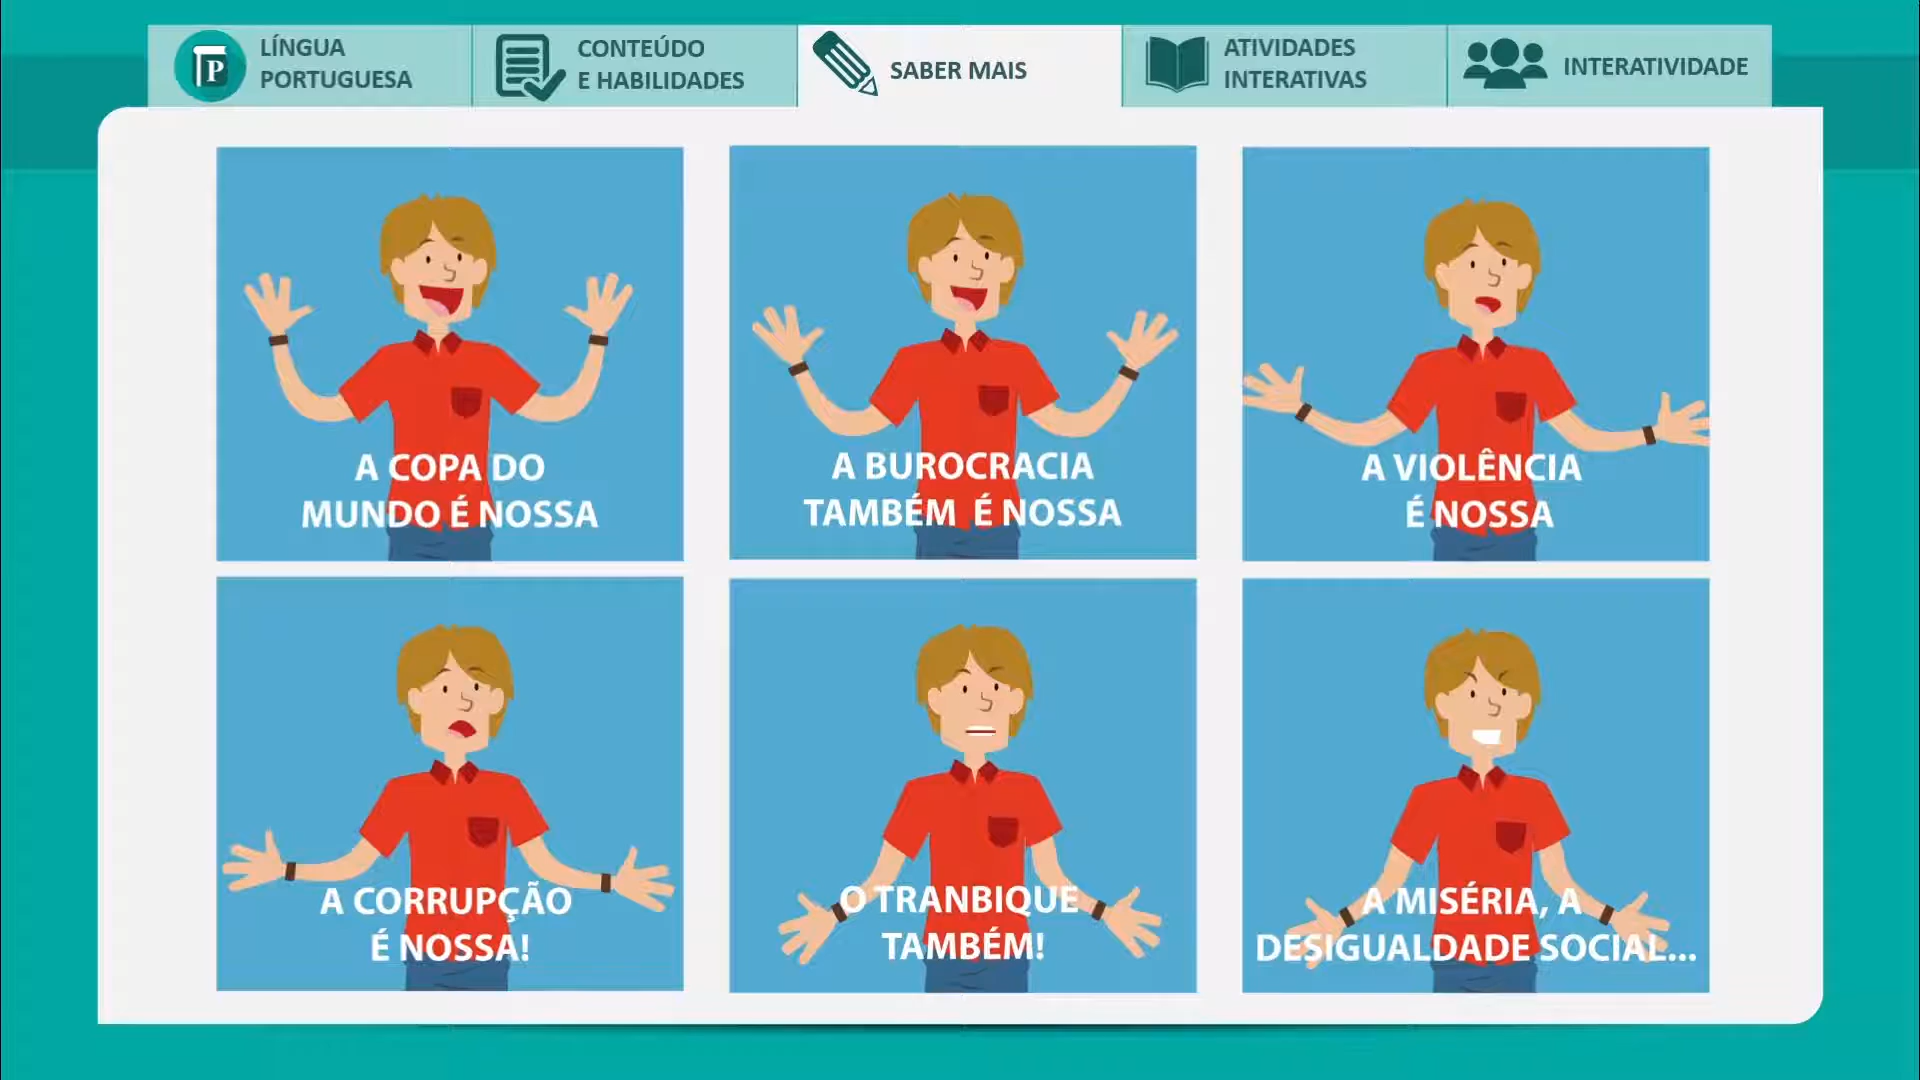 LÍNGUA
PORTUGUESA
CONTEÚDO
E HABILIDADES
SABER MAIS
ATIVIDADES
INTERATIVAS
INTERATIVIDADE
P
A COPA DO
MUNDO É NOSSA
A BUROCRACIA
TAMBÉM É NOSSA
A VIOLÊNCIA
É NOSSA
A CORRUPÇÃO
É NOSSA!
O TRANBIQUE
TAMBÉM!
A MISÉRIA, A
DESIGUALDADE SOCIAL...